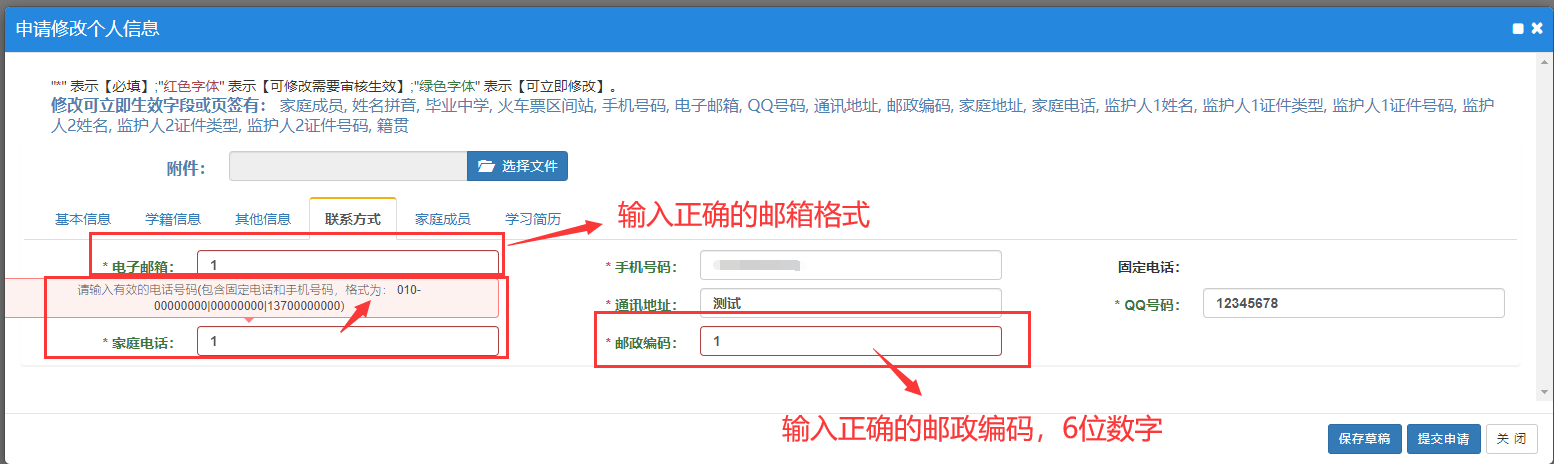 申请修改个人信息
"*" 表示【必填】;"红色字体" 表示【可修改需要审核生效】;"绿色字体" 表示【可立即修改】。
修改可立即生效字段或页签有： 家庭成员, 姓名拼音, 毕业中学, 火车票区间站, 手机号码, 电子邮箱, QQ号码, 通讯地址, 邮政编码, 家庭地址, 家庭电话, 监护人1姓名, 监护人1证件类型, 监护人1证件号码, 监护
人2姓名, 监护人2证件类型, 监护人2证件号码, 籍贯
附件： 选择文件
基本信息 学籍信息 其他信息 联系方式 家庭成员 学习简历
输入正确的邮箱格式
* 电子邮箱： 1 * 手机号码： 固定电话：
请输入有效的电话号码(包含固定电话和手机号码，格式为： 010-
00000000|00000000|13700000000)
* 通讯地址： 测试 * QQ号码： 12345678
* 家庭电话： 1 * 邮政编码： 1
输入正确的邮政编码，6位数字
保存草稿 提交申请 关 闭